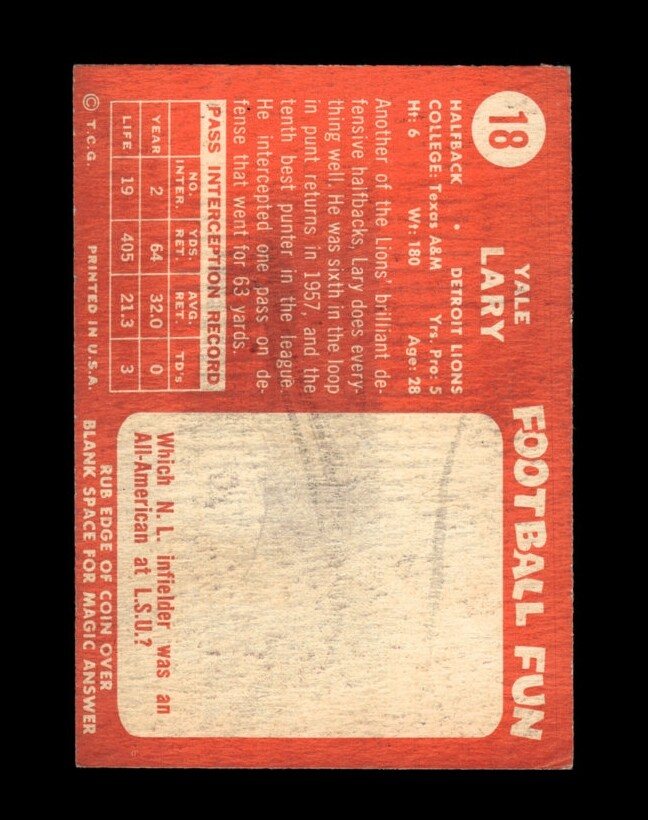 18
YALE
LARY
HALFBACK • DETROIT LIONS
COLLEGE: Texas A&M Yrs. Pro: 5
Ht: 6 Wt: 180 Age: 28
Another of the Lions' brilliant de-
fensive halfbacks, Lary does every-
thing well. He was sixth in the loop
in punt returns in 1957, and the
tenth best punter in the league.
He intercepted one pass on de-
fense that went for 63 yards.
PASS INTERCEPTION RECORD
NO. INTER. YDS. RET. AVG. RET. TD's
YEAR 2 64 32.0 0
LIFE 19 405 21.3 3
© T.C.G. PRINTED IN U.S.A.
FOOTBALL FUN
Which N. L. infielder was an
All-American at L.S.U.?
RUB EDGE OF COIN OVER
BLANK SPACE FOR MAGIC ANSWER